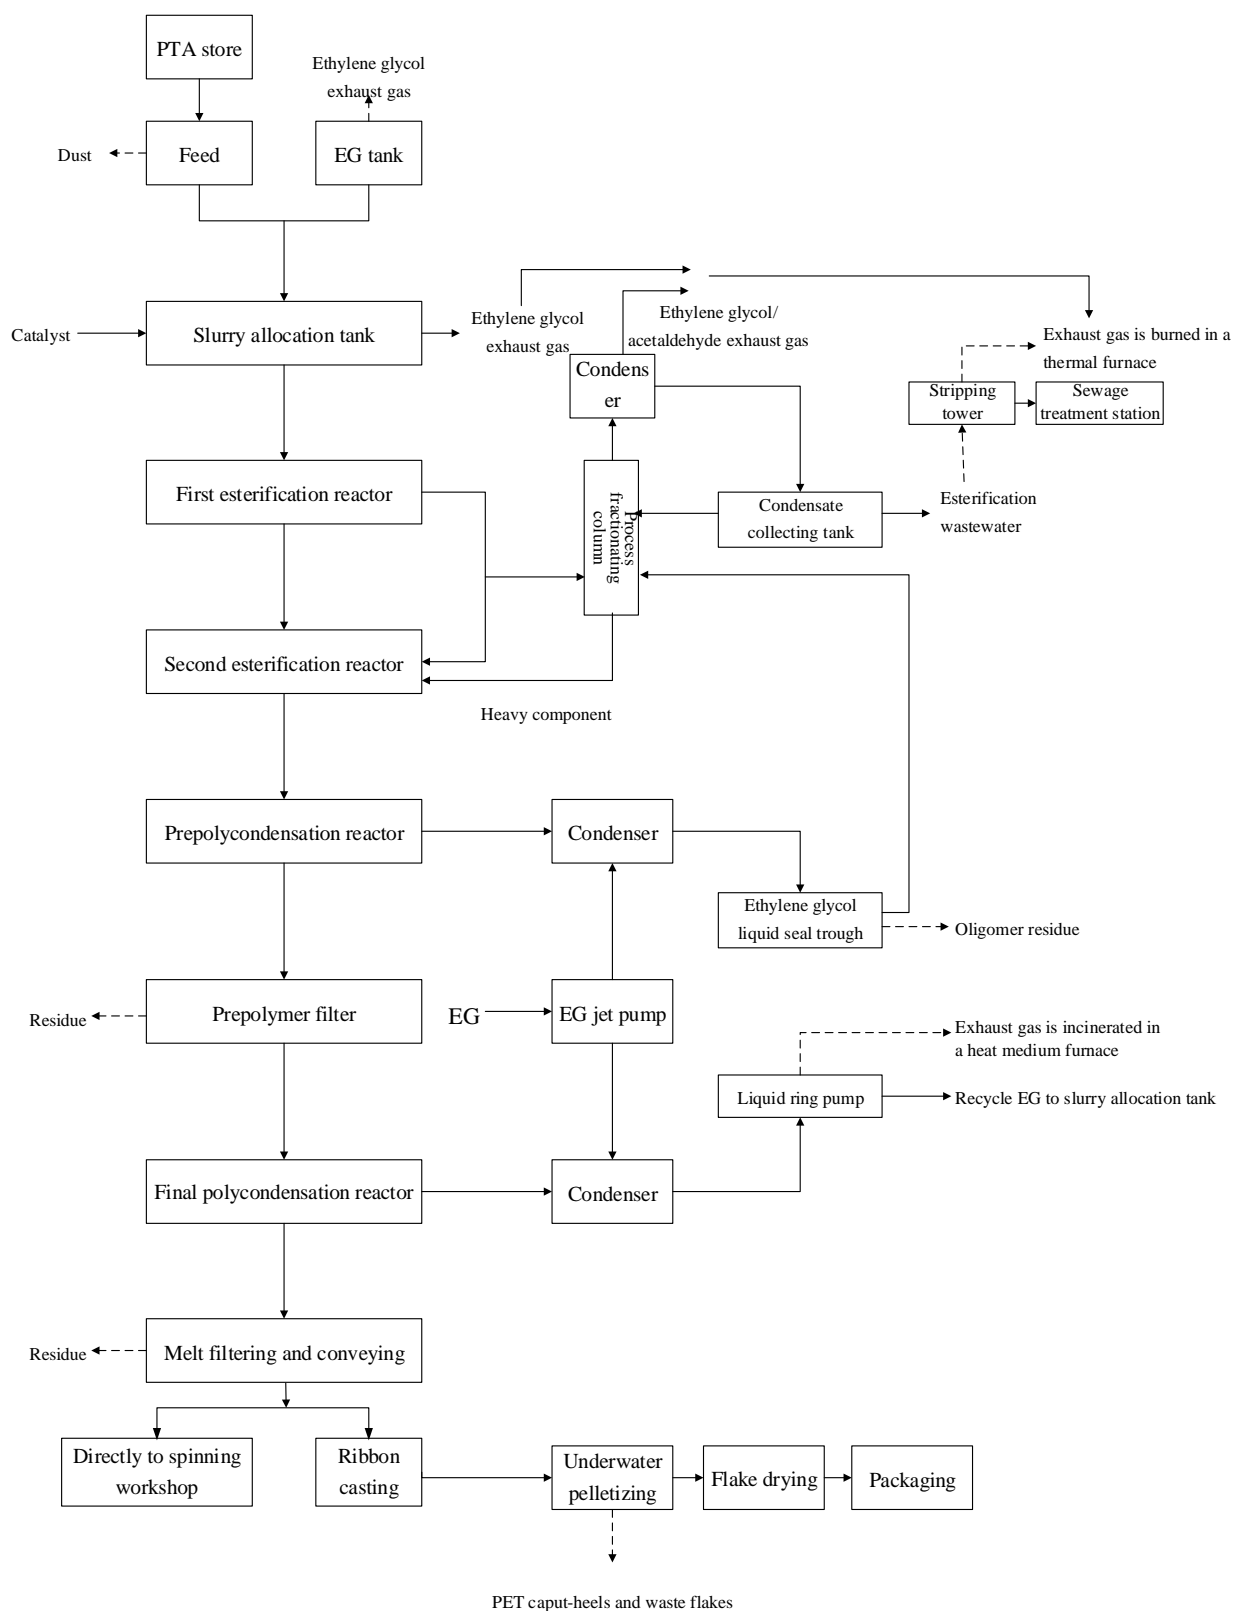 PTA store
Ethylene glycol
exhaust gas
Dust
Feed
EG tank
Catalyst
Slurry allocation tank
Ethylene glycol
exhaust gas
Ethylene glycol/
acetaldehyde exhaust gas
Exhaust gas is burned in a
thermal furnace
Condens
er
Stripping
tower
Sewage
treatment station
First esterification reactor
Process
fractionating
column
Condensate
collecting tank
Esterification
wastewater
Second esterification reactor
Heavy component
Prepolycondensation reactor
Condenser
Ethylene glycol
liquid seal trough
Oligomer residue
Residue
Prepolymer filter
EG
EG jet pump
Exhaust gas is incinerated in
a heat medium furnace
Liquid ring pump
Recycle EG to slurry allocation tank
Final polycondensation reactor
Condenser
Residue
Melt filtering and conveying
Directly to spinning
workshop
Ribbon
casting
Underwater
pelletizing
Flake drying
Packaging
PET caput-heels and waste flakes